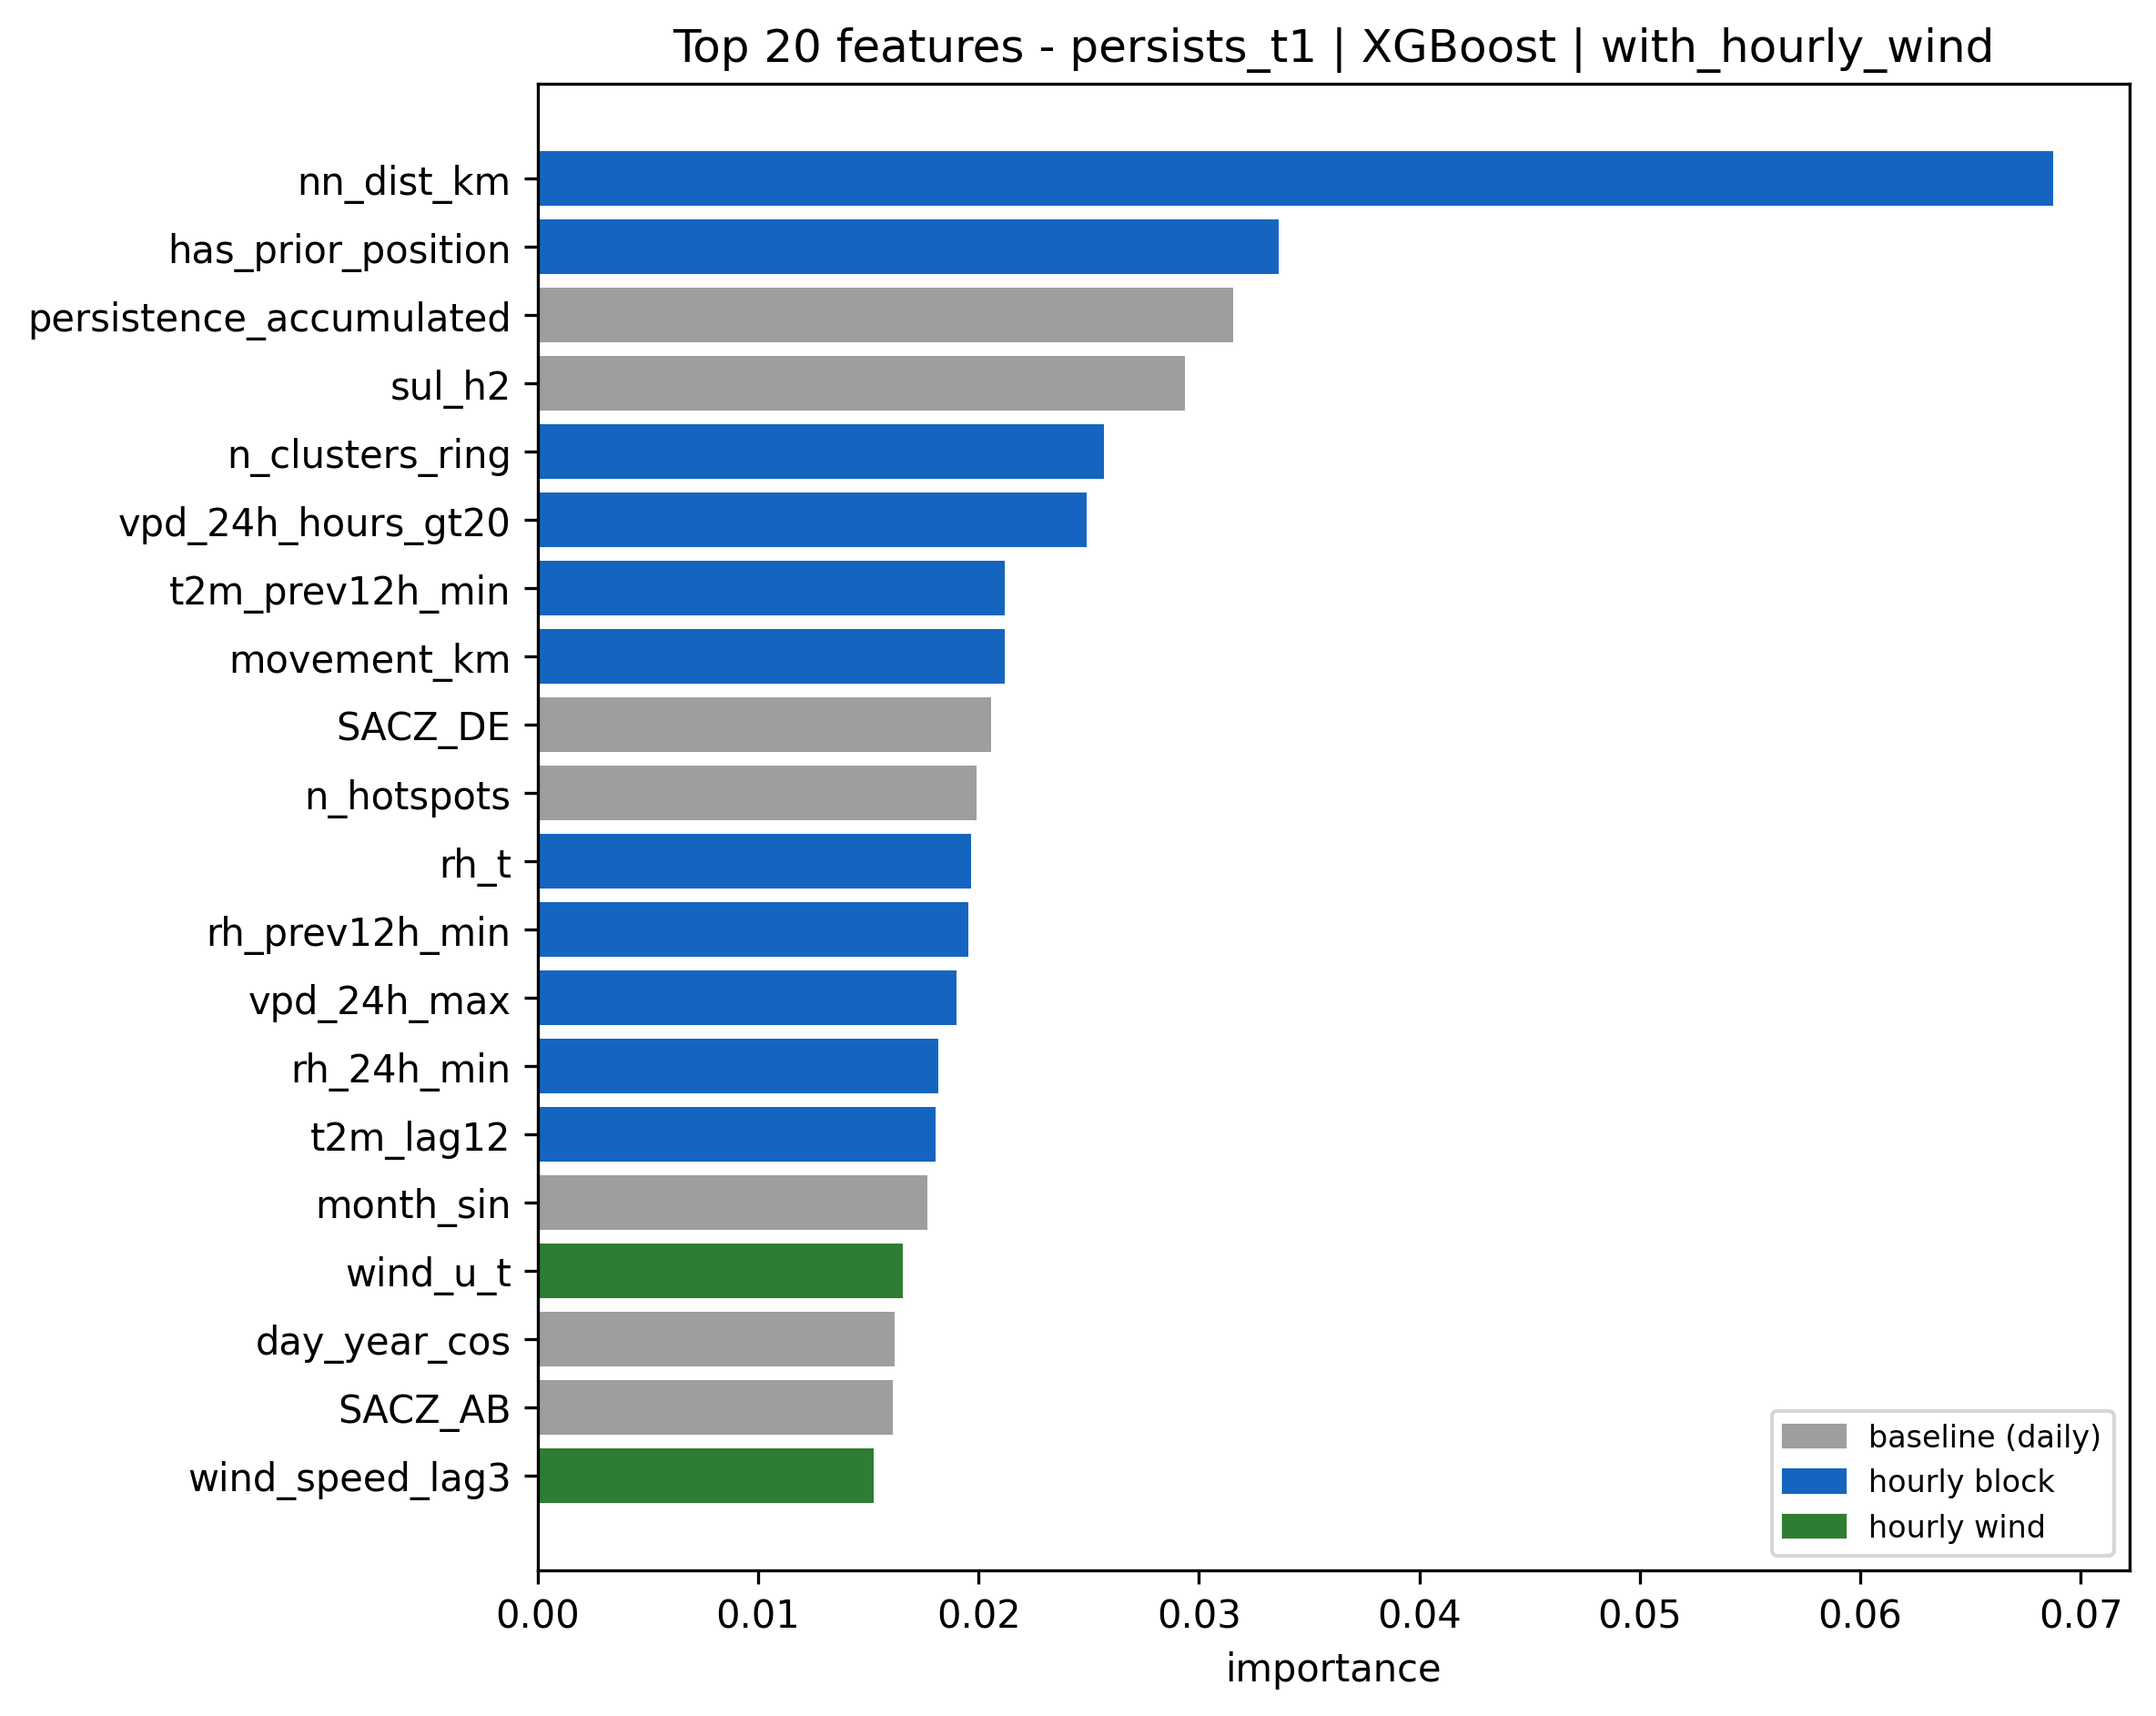 Top 20 features - persists_t1 | XGBoost | with_hourly_wind
nn_dist_km
has_prior_position
persistence_accumulated
sul_h2
n_clusters_ring
vpd_24h_hours_gt20
t2m_prev12h_min
movement_km
SACZ_DE
n_hotspots
rh_t
rh_prev12h_min
vpd_24h_max
rh_24h_min
t2m_lag12
month_sin
wind_u_t
day_year_cos
SACZ_AB
wind_speed_lag3
baseline (daily)
hourly block
hourly wind
0.00 0.01 0.02 0.03 0.04 0.05 0.06 0.07
importance